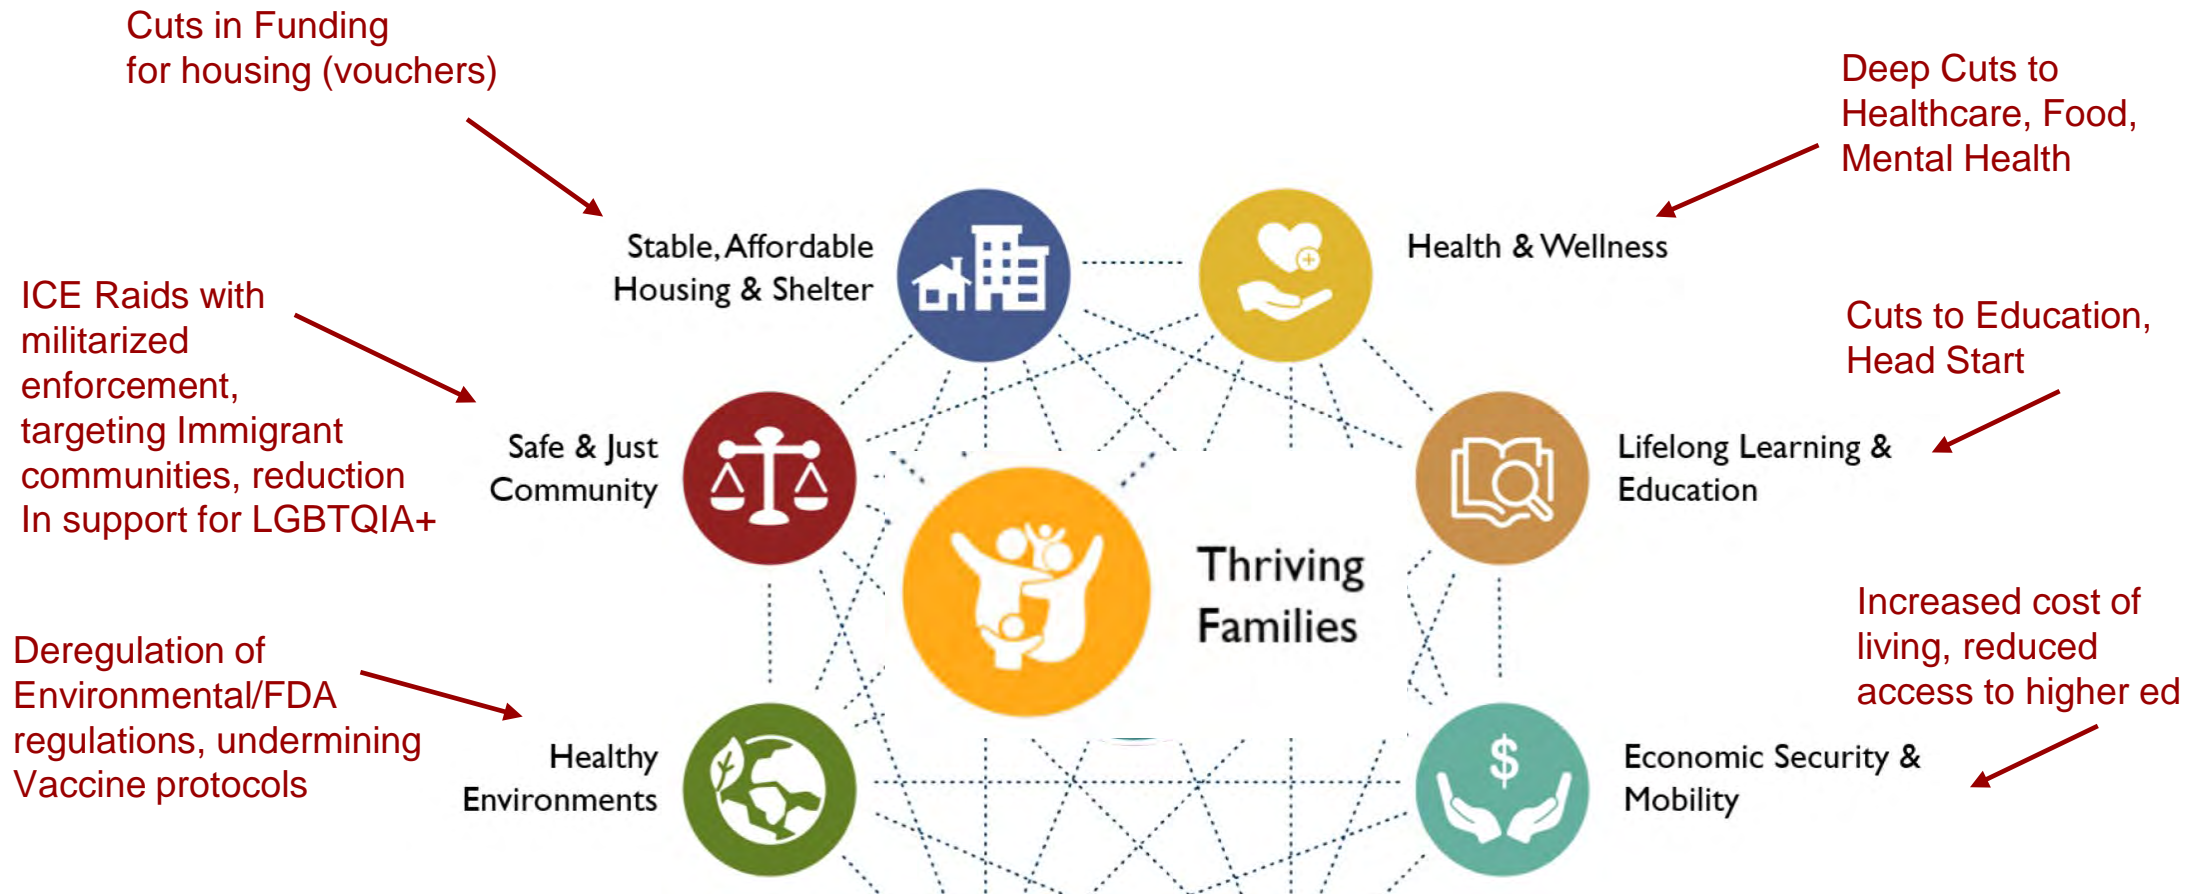 Cuts in Funding
for housing (vouchers)
Deep Cuts to
Healthcare, Food,
Mental Health
Stable, Affordable
Housing & Shelter
Health & Wellness
ICE Raids with
militarized
enforcement,
targeting Immigrant
communities, reduction
In support for LGBTQIA+
Cuts to Education,
Head Start
Safe & Just
Community
Lifelong Learning &
Education
Thriving
Families
Increased cost of
living, reduced
access to higher ed
Deregulation of
Environmental/FDA
regulations, undermining
Vaccine protocols
Healthy
Environments
$
Economic Security &
Mobility